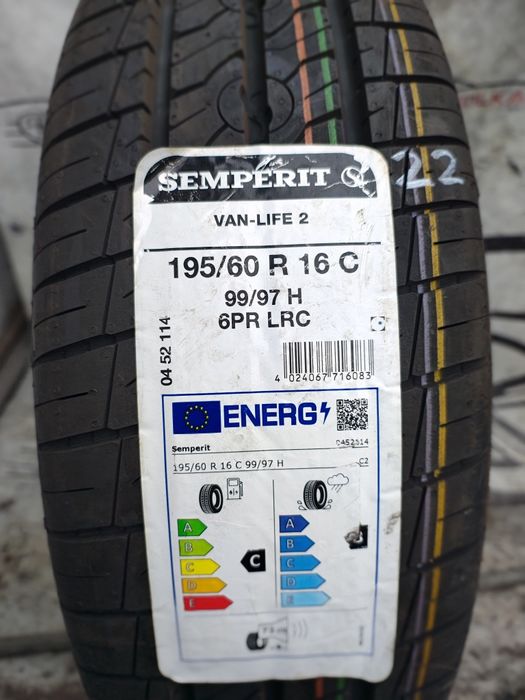 SEMPERIT
22
VAN-LIFE 2
195/60 R 16 C
99/97 H
6PR LRC
04 52 114
4 024067 716083
ENERG
Semperit
0452114
195/60 R 16 C 99/97 H
C2
A
B
C
D
E
C
A
B
C
D
E